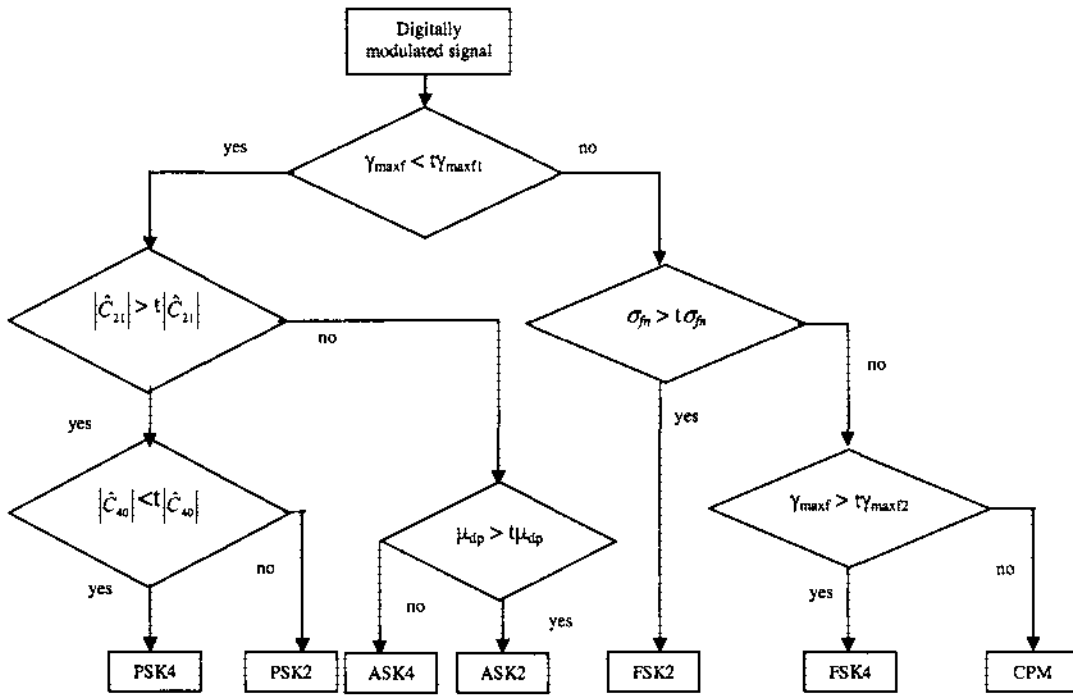 Digitally
modulated signal
yes
γmaxf < tγmaxf1
no
|Ĉ21| > t|Ĉ21|
no
σfn > tσfn
no
yes
yes
|Ĉ40| < t|Ĉ40|
μdp > tμdp
γmaxf > tγmaxf2
yes
no
no
yes
yes
no
PSK4
PSK2
ASK4
ASK2
FSK2
FSK4
CPM